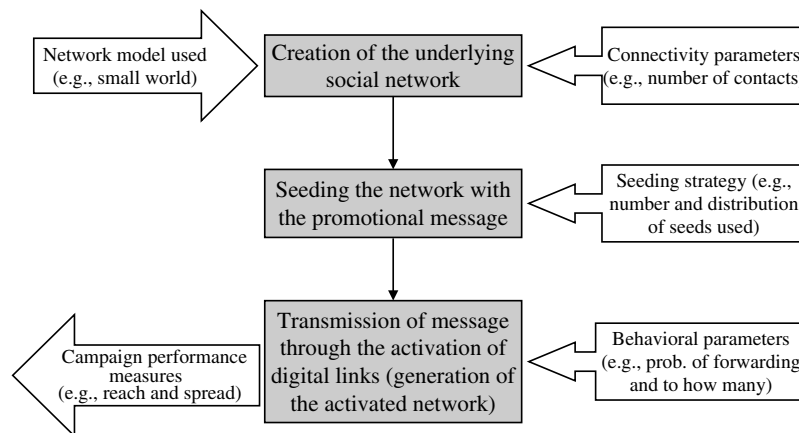 Network model used
(e.g., small world)
Creation of the underlying
social network
Connectivity parameters
(e.g., number of contacts
Seeding the network with
the promotional message
Seeding strategy (e.g.,
number and distribution
of seeds used)
Transmission of message
through the activation of
digital links (generation of
the activated network)
Campaign performance
measures
(e.g., reach and spread)
Behavioral parameters
(e.g., prob. of forwarding
and to how many)